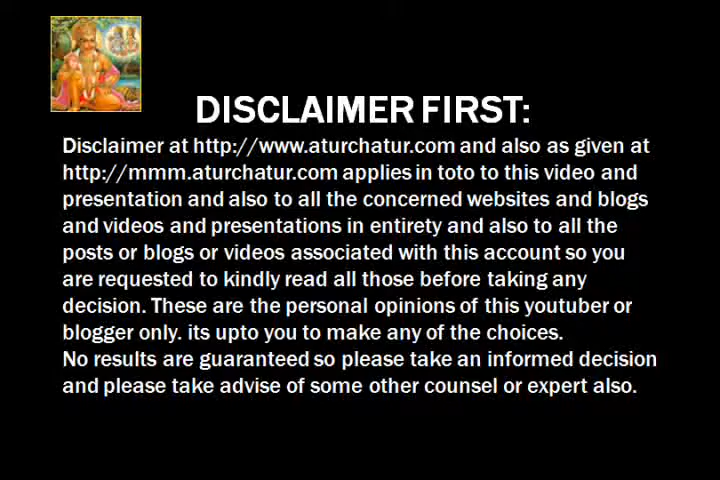 DISCLAIMER FIRST:
Disclaimer at http://www.aturchatur.com and also as given at
http://mmm.aturchatur.com applies in toto to this video and
presentation and also to all the concerned websites and blogs
and videos and presentations in entirety and also to all the
posts or blogs or videos associated with this account so you
are requested to kindly read all those before taking any
decision. These are the personal opinions of this youtuber or
blogger only. its upto you to make any of the choices.
No results are guaranteed so please take an informed decision
and please take advise of some other counsel or expert also.